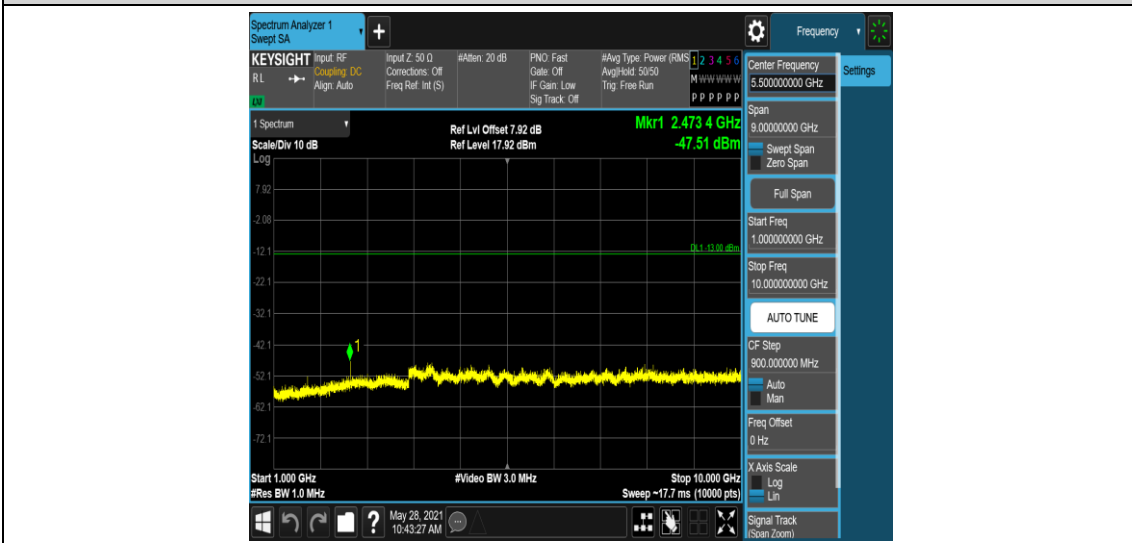 Spectrum Analyzer 1
Swept SA
+
Frequency
KEYSIGHT
RL
LXI
Input: RF
Coupling: DC
Align: Auto
Input Z: 50 Ω
Corrections: Off
Freq Ref: Int (S)
#Atten: 20 dB
PNO: Fast
Gate: Off
IF Gain: Low
Sig Track: Off
#Avg Type: Power (RMS
Avg|Hold: 50/50
Trig: Free Run
1 2 3 4 5 6
M W W W W W
P P P P P P
Center Frequency
5.500000000 GHz
Settings
Span
9.00000000 GHz
Swept Span
Zero Span
Full Span
Start Freq
1.000000000 GHz
Stop Freq
10.000000000 GHz
AUTO TUNE
CF Step
900.000000 MHz
Auto
Man
Freq Offset
0 Hz
X Axis Scale
Log
Lin
Signal Track
(Span Zoom)
1 Spectrum
Scale/Div 10 dB
Log
Ref Lvl Offset 7.92 dB
Ref Level 17.92 dBm
Mkr1 2.473 4 GHz
-47.51 dBm
7.92
-2.08
-12.1
DL1 -13.00 dBm
-22.1
-32.1
-42.1
1
-52.1
-62.1
-72.1
Start 1.000 GHz
#Res BW 1.0 MHz
#Video BW 3.0 MHz
Stop 10.000 GHz
Sweep ~17.7 ms (10000 pts)
?
May 28, 2021
10:43:27 AM